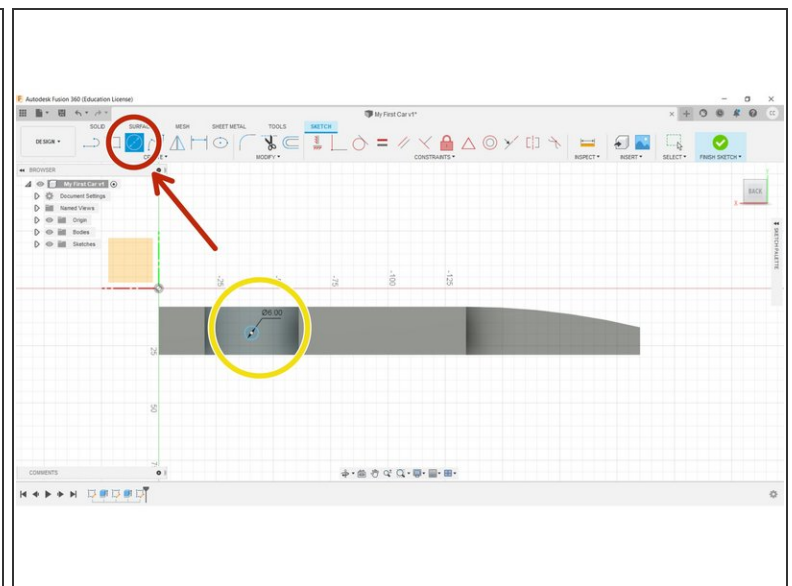 Autodesk Fusion 360 (Education License)
My First Car v1*
SOLID
MESH SHEET METAL TOOLS SKETCH
DESIGN
MODIFY CONSTRAINTS INSPECT INSERT SELECT FINISH SKETCH
BROWSER
My First Car v1
Document Settings
Named Views
Origin
Bodies
Sketches
BACK
X
SKETCH PALETTE
-25
-75
-100
-125
Ø6.00
25
50
COMMENTS